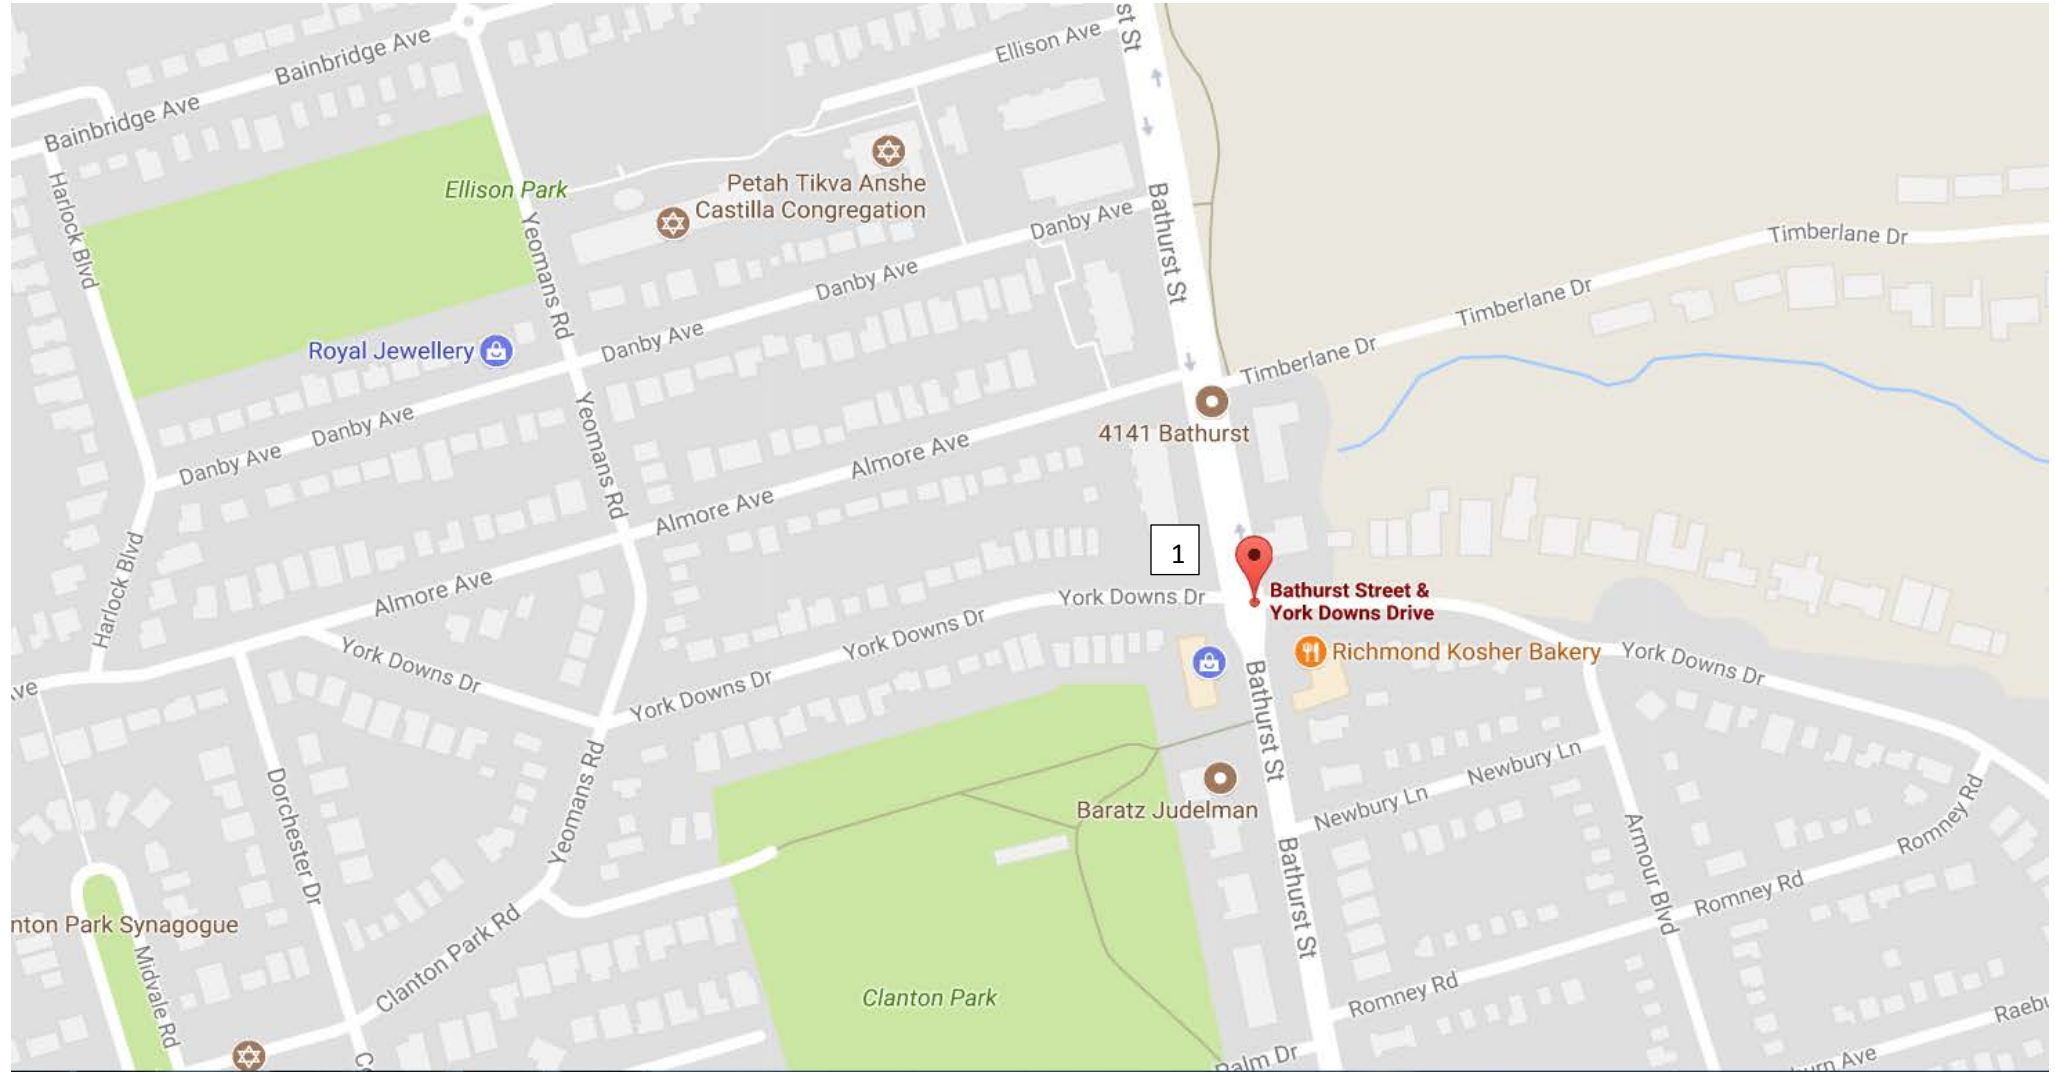 st St
Ellison Ave
Bainbridge Ave
Bainbridge Ave
Harlock Blvd
Ellison Park
Petah Tikva Anshe
Castilla Congregation
Yeomans Rd
Danby Ave
Bathurst St
Timberlane Dr
Danby Ave
Timberlane Dr
Royal Jewellery
Danby Ave
Timberlane Dr
Danby Ave
Danby Ave
Yeomans Rd
4141 Bathurst
Almore Ave
Almore Ave
1
Harlock Blvd
Almore Ave
York Downs Dr
Bathurst Street &
York Downs Drive
York Downs Dr
York Downs Dr
Richmond Kosher Bakery
York Downs Dr
York Downs Dr
ve
Bathurst St
Newbury Ln
Baratz Judelman
Newbury Ln
Dorchester Dr
Yeomans Rd
Armour Blvd
Romney Rd
Bathurst St
Romney Rd
nton Park Synagogue
Midvale Rd
Clanton Park Rd
Clanton Park
Romney Rd
Raebu
Palm Dr
urn Ave